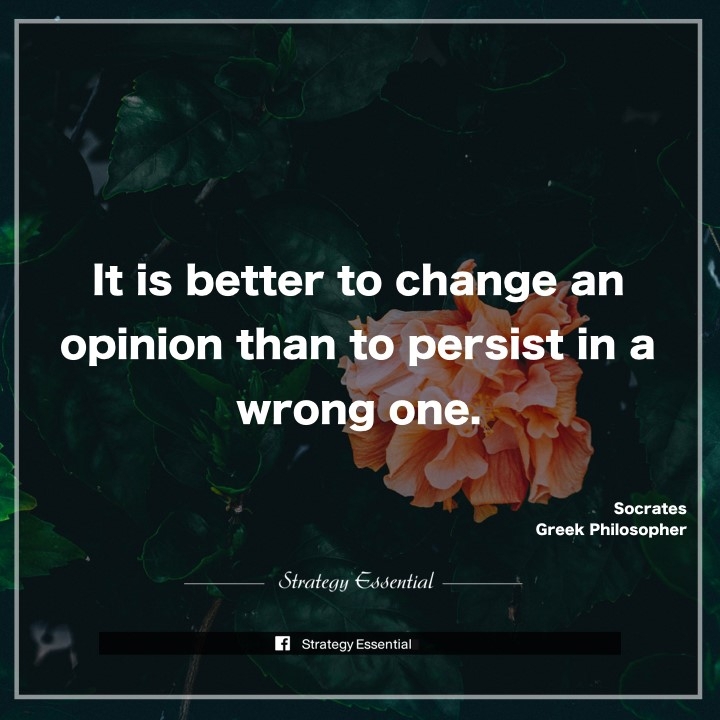 It is better to change an
opinion than to persist in a
wrong one.
Socrates
Greek Philosopher
Strategy Essential
Strategy Essential